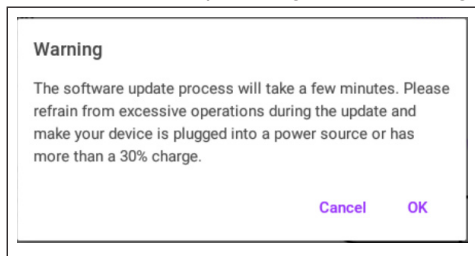 Warning
The software update process will take a few minutes. Please
refrain from excessive operations during the update and
make your device is plugged into a power source or has
more than a 30% charge.
Cancel OK